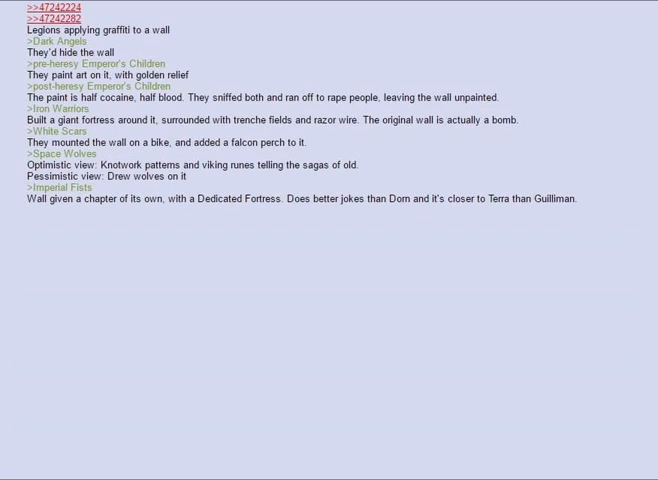 >>47242224
>>47242282
Legions applying graffiti to a wall
>Dark Angels
They'd hide the wall
>pre-heresy Emperor's Children
They paint art on it, with golden relief
>post-heresy Emperor's Children
The paint is half cocaine, half blood. They sniffed both and ran off to rape people, leaving the wall unpainted.
>Iron Warriors
Built a giant fortress around it, surrounded with trenche fields and razor wire. The original wall is actually a bomb.
>White Scars
They mounted the wall on a bike, and added a falcon perch to it.
>Space Wolves
Optimistic view: Knotwork patterns and viking runes telling the sagas of old.
Pessimistic view: Drew wolves on it
>Imperial Fists
Wall given a chapter of its own, with a Dedicated Fortress. Does better jokes than Dorn and it's closer to Terra than Guilliman.